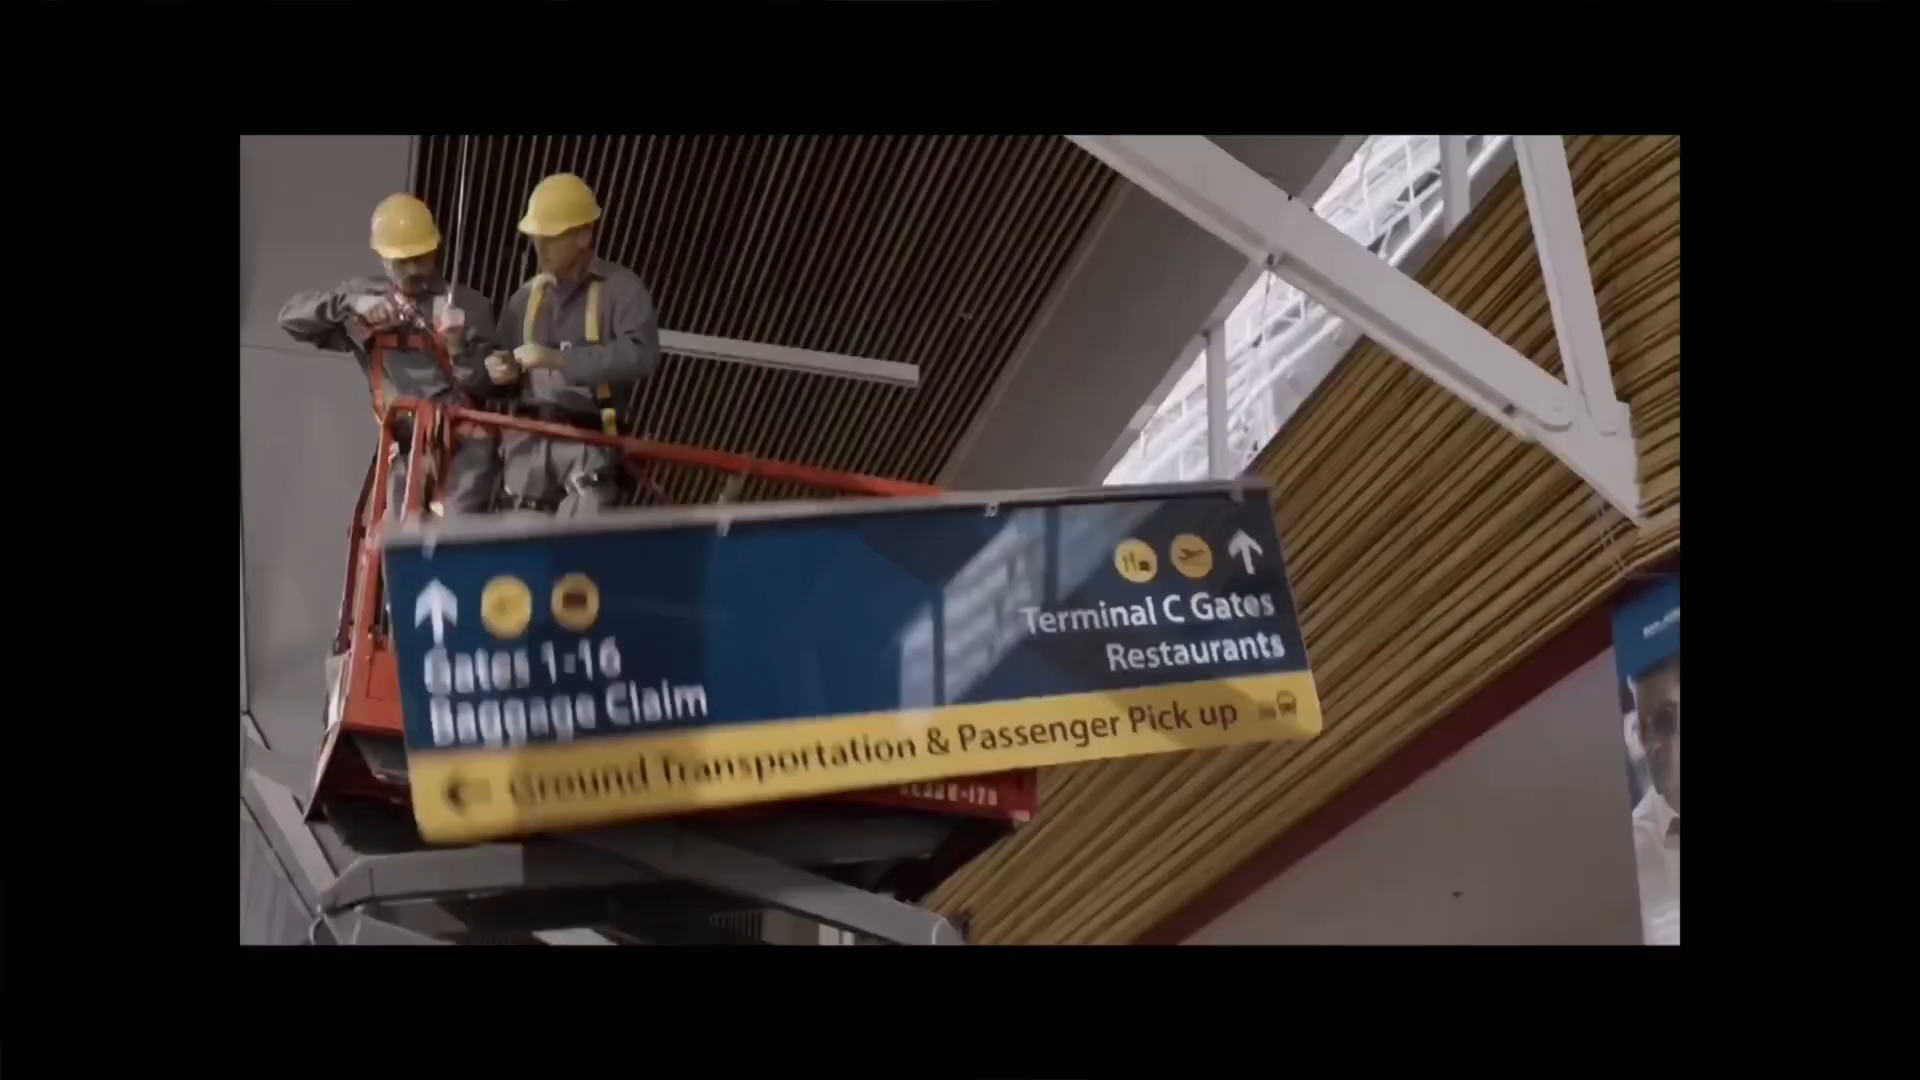 Gates 1-16
Baggage Claim
Terminal C Gates
Restaurants
Ground Transportation & Passenger Pick up